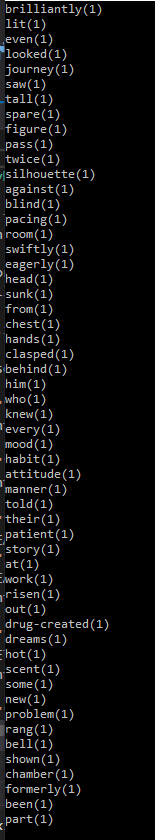 brilliantly(1)
lit(1)
even(1)
looked(1)
journey(1)
saw(1)
tall(1)
spare(1)
figure(1)
pass(1)
twice(1)
silhouette(1)
against(1)
blind(1)
pacing(1)
room(1)
swiftly(1)
eagerly(1)
head(1)
sunk(1)
from(1)
chest(1)
hands(1)
clasped(1)
behind(1)
him(1)
who(1)
knew(1)
every(1)
mood(1)
habit(1)
attitude(1)
manner(1)
told(1)
their(1)
patient(1)
story(1)
at(1)
work(1)
risen(1)
out(1)
drug-created(1)
dreams(1)
hot(1)
scent(1)
some(1)
new(1)
problem(1)
rang(1)
bell(1)
shown(1)
chamber(1)
formerly(1)
been(1)
part(1)